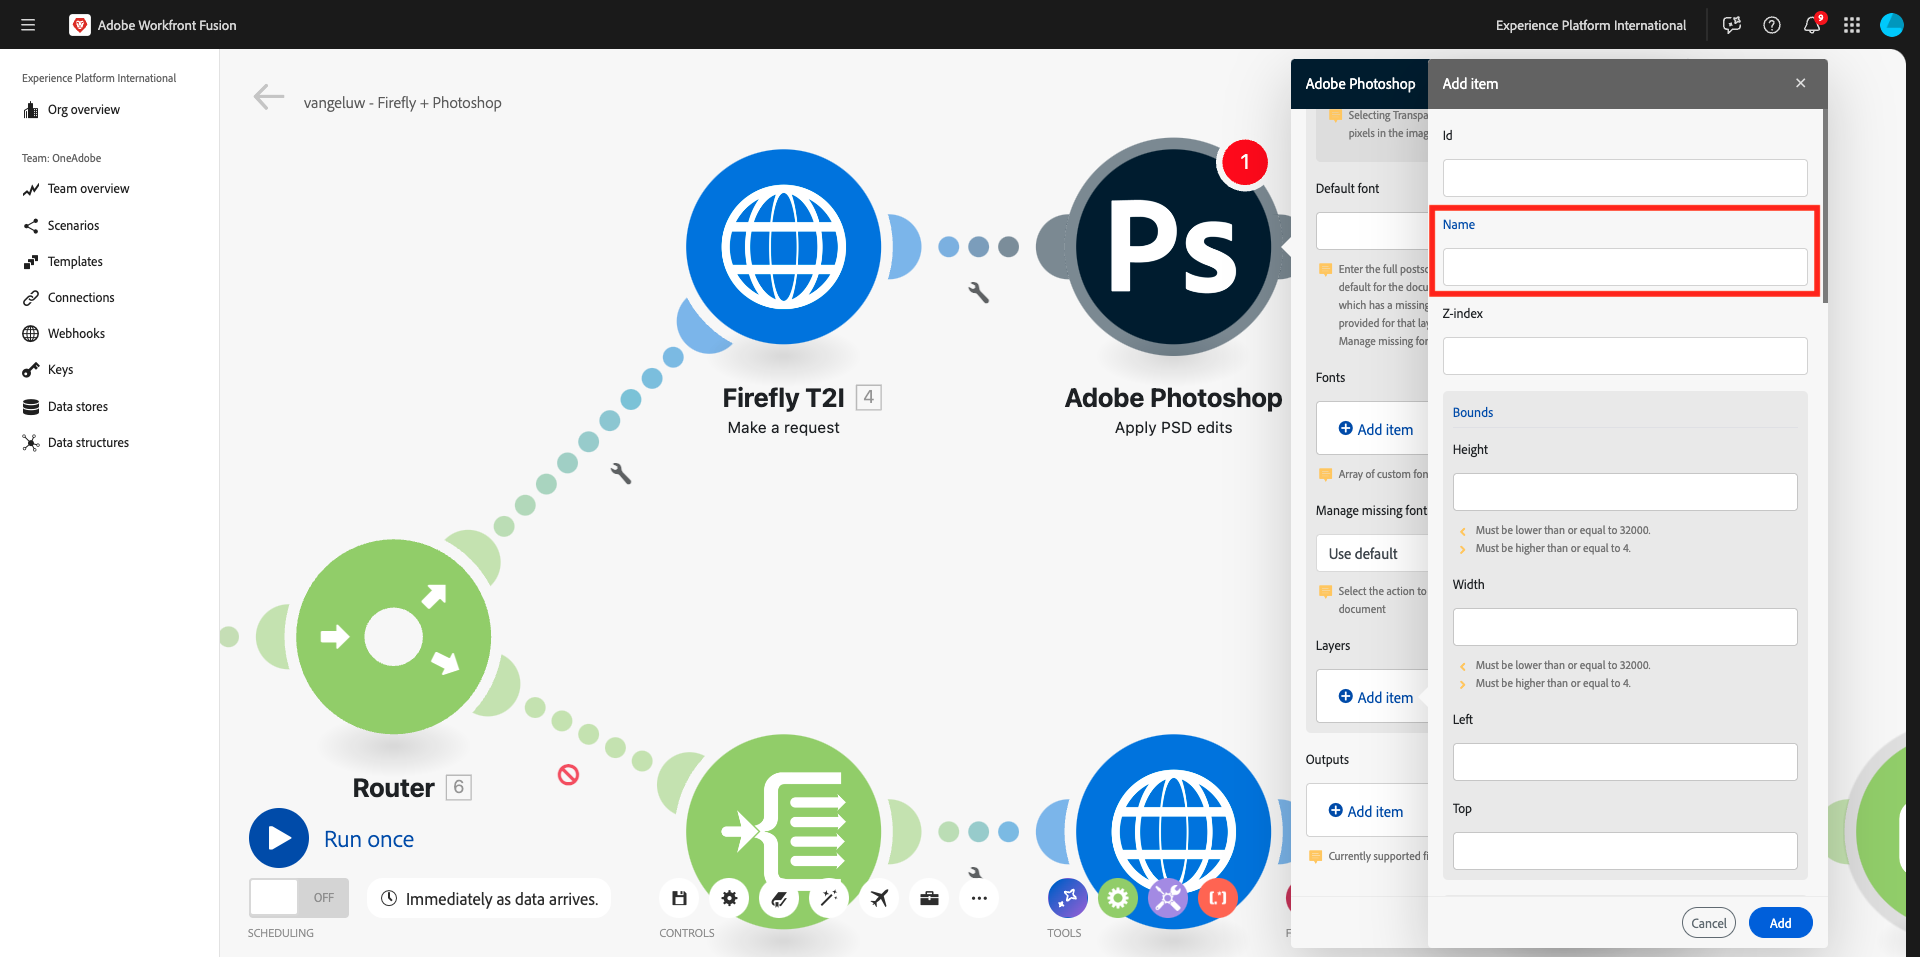 Adobe Workfront Fusion
Experience Platform International
9
Experience Platform International
Org overview
Team: OneAdobe
Team overview
Scenarios
Templates
Connections
Webhooks
Keys
Data stores
Data structures
vangeluw - Firefly + Photoshop
Ps
1
Firefly T2I 4
Make a request
Adobe Photoshop
Apply PSD edits
Router 6
Run once
OFF
Immediately as data arrives.
SCHEDULING
CONTROLS
TOOLS
F
Adobe Photoshop
Selecting Transpa
pixels in the imag
Default font
Enter the full postsc
default for the docu
which has a missing
provided for that lay
Manage missing fon
Fonts
Add item
Array of custom fon
Manage missing font
Use default
Select the action to
document
Layers
Add item
Outputs
Add item
Currently supported fi
Add item
Id
Name
Z-index
Bounds
Height
Must be lower than or equal to 32000.
Must be higher than or equal to 4.
Width
Must be lower than or equal to 32000.
Must be higher than or equal to 4.
Left
Top
Cancel
Add